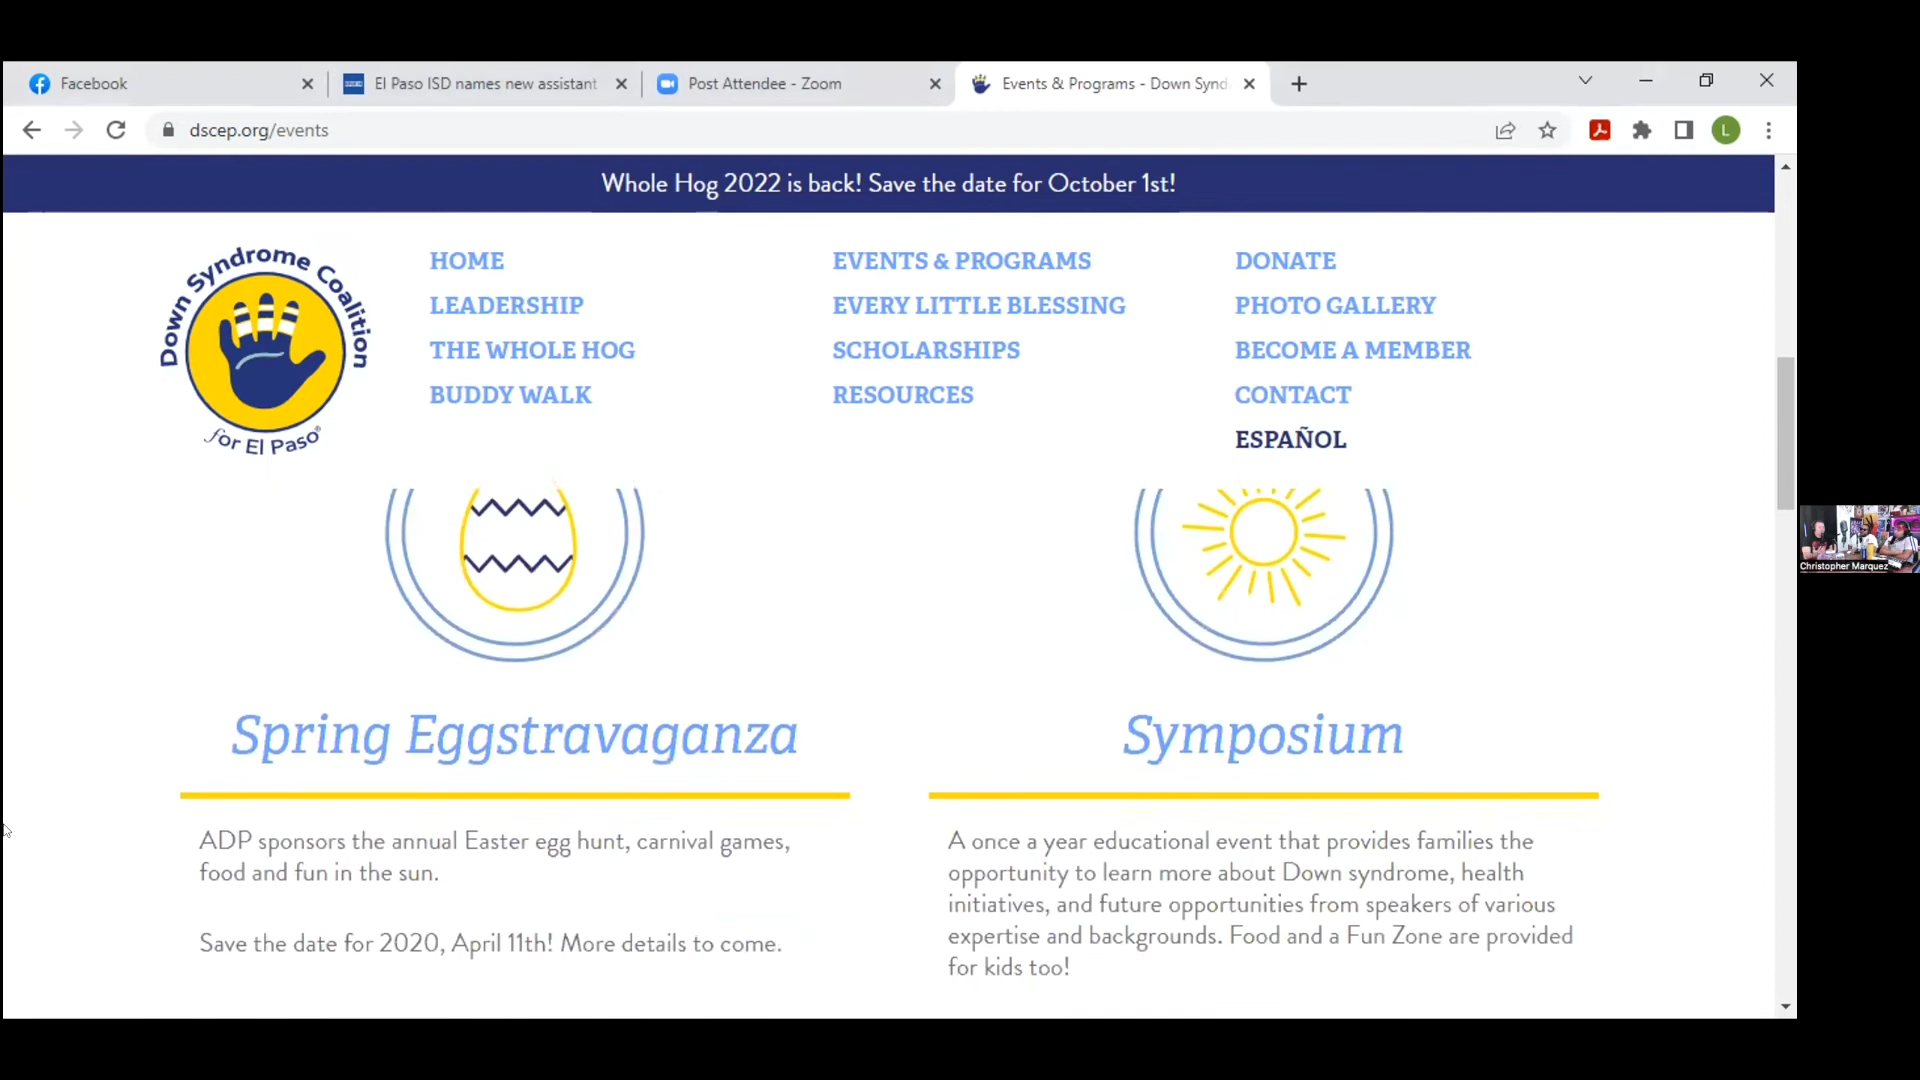 Facebook
El Paso ISD names new assistant
Post Attendee - Zoom
Events & Programs - Down Synd
dscep.org/events
L
Whole Hog 2022 is back! Save the date for October 1st!
Down Syndrome Coalition
for El Paso
HOME
LEADERSHIP
THE WHOLE HOG
BUDDY WALK
EVENTS & PROGRAMS
EVERY LITTLE BLESSING
SCHOLARSHIPS
RESOURCES
DONATE
PHOTO GALLERY
BECOME A MEMBER
CONTACT
ESPAÑOL
Spring Eggstravaganza
ADP sponsors the annual Easter egg hunt, carnival games,
food and fun in the sun.
Save the date for 2020, April 11th! More details to come.
Symposium
A once a year educational event that provides families the
opportunity to learn more about Down syndrome, health
initiatives, and future opportunities from speakers of various
expertise and backgrounds. Food and a Fun Zone are provided
for kids too!
Christopher Marquez